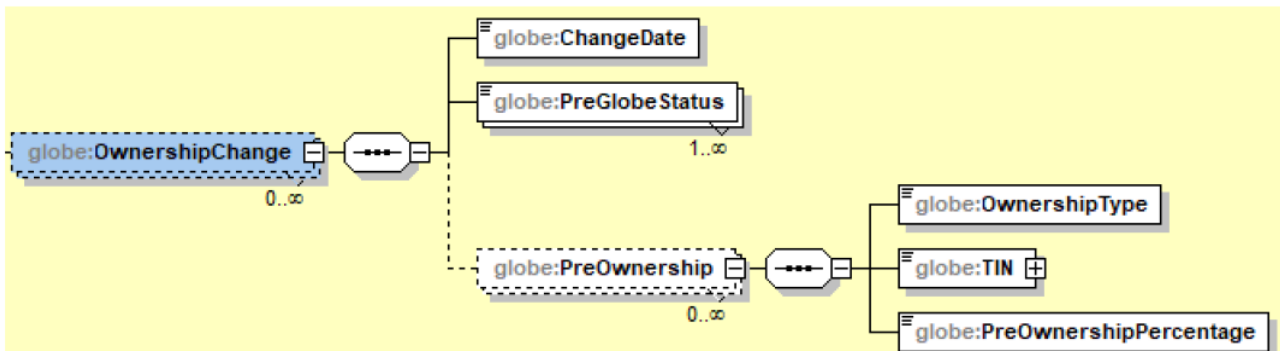 globe:ChangeDate
globe:PreGlobeStatus
1..∞
globe:OwnershipChange
0..∞
globe:OwnershipType
globe:PreOwnership
0..∞
globe:TIN
globe:PreOwnershipPercentage